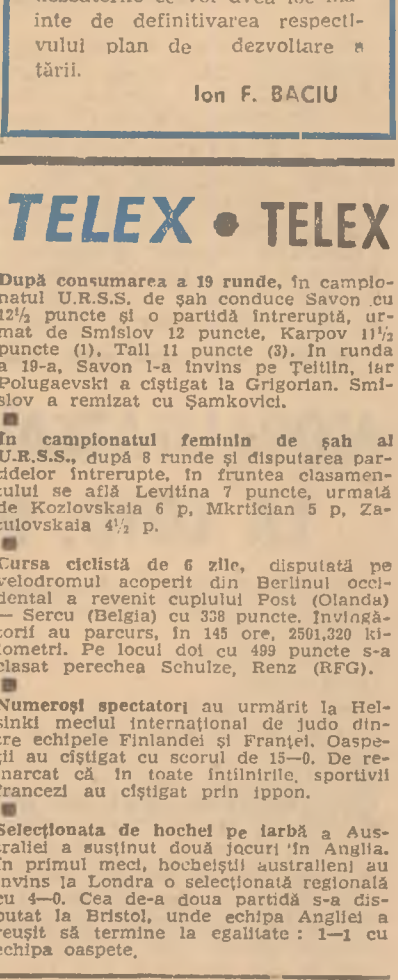 inte de definitivarea respecti-
vului plan de dezvoltare a
țării.
Ion F. BACIU
TELEX • TELEX
După consumarea a 19 runde, în campio-
natul U.R.S.S. de șah conduce Savon cu
12½ puncte și o partidă întreruptă, ur-
mat de Smîslov 12 puncte, Karpov 11½
puncte (1), Tall 11 puncte (3). În runda
a 19-a, Savon l-a învins pe Țeitlin, iar
Polugaevski a cîștigat la Grigorian. Smî-
slov a remizat cu Șamkovici.
În campionatul feminin de șah al
U.R.S.S., după 8 runde și disputarea par-
tidelor întrerupte, în fruntea clasamen-
tului se află Levitina 7 puncte, urmată
de Kozlovskaia 6 p, Mkrtician 5 p, Za-
tulovskaia 4½ p.
Cursa ciclistă de 6 zile, disputată pe
velodromul acoperit din Berlinul occi-
dental a revenit cuplului Post (Olanda)
— Sercu (Belgia) cu 338 puncte. Învingă-
torii au parcurs, în 145 ore, 2501,320 ki-
lometri. Pe locul doi cu 499 puncte s-a
clasat perechea Schulze, Renz (RFG).
Numeroși spectatori au urmărit la Hel-
sinki meciul internațional de judo din-
tre echipele Finlandei și Franței. Oaspe-
ții au cîștigat cu scorul de 15—0. De re-
marcat că în toate întîlnirile, sportivii
francezi au cîștigat prin ippon.
Selecționata de hochei pe iarbă a Aus-
traliei a susținut două jocuri în Anglia.
În primul meci, hocheiștii australieni au
învins la Londra o selecționată regională
cu 4—0. Cea de-a doua partidă s-a dis-
putat la Bristol, unde echipa Angliei a
reușit să termine la egalitate : 1—1 cu
echipa oaspete.